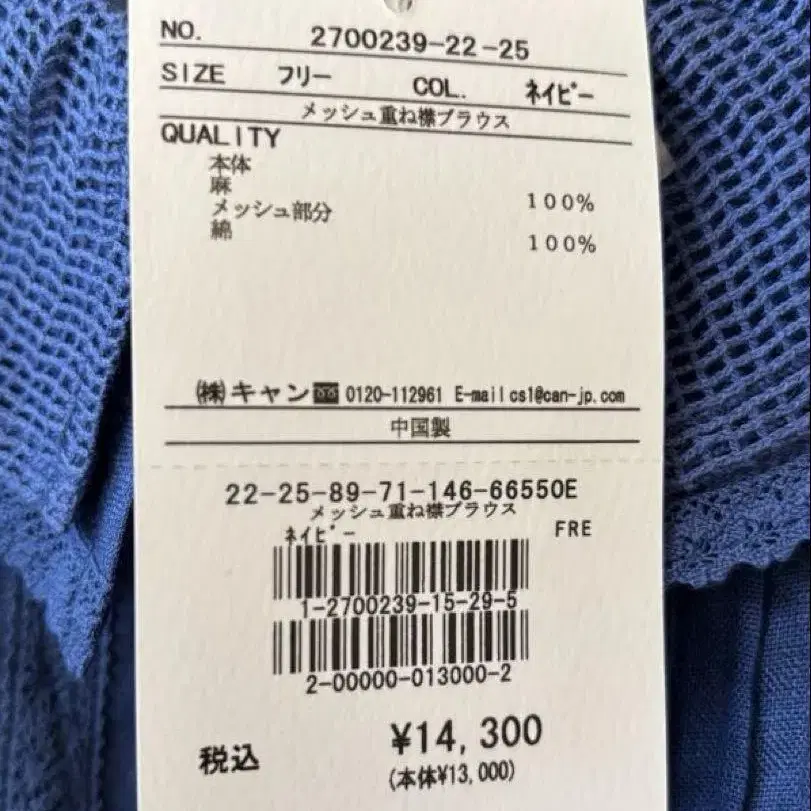 NO. 2700239-22-25
SIZE フリー COL. ネイビー
メッシュ重ね襟ブラウス
QUALITY
本体
麻 100%
メッシュ部分
綿 100%
㈱キャン 0120-112961 E-mail cs1@can-jp.com
中国製
22-25-89-71-146-66550E
メッシュ重ね襟ブラウス
ネイビー FRE
1-2700239-15-29-5
2-00000-013000-2
税込 ¥14,300
(本体¥13,000)